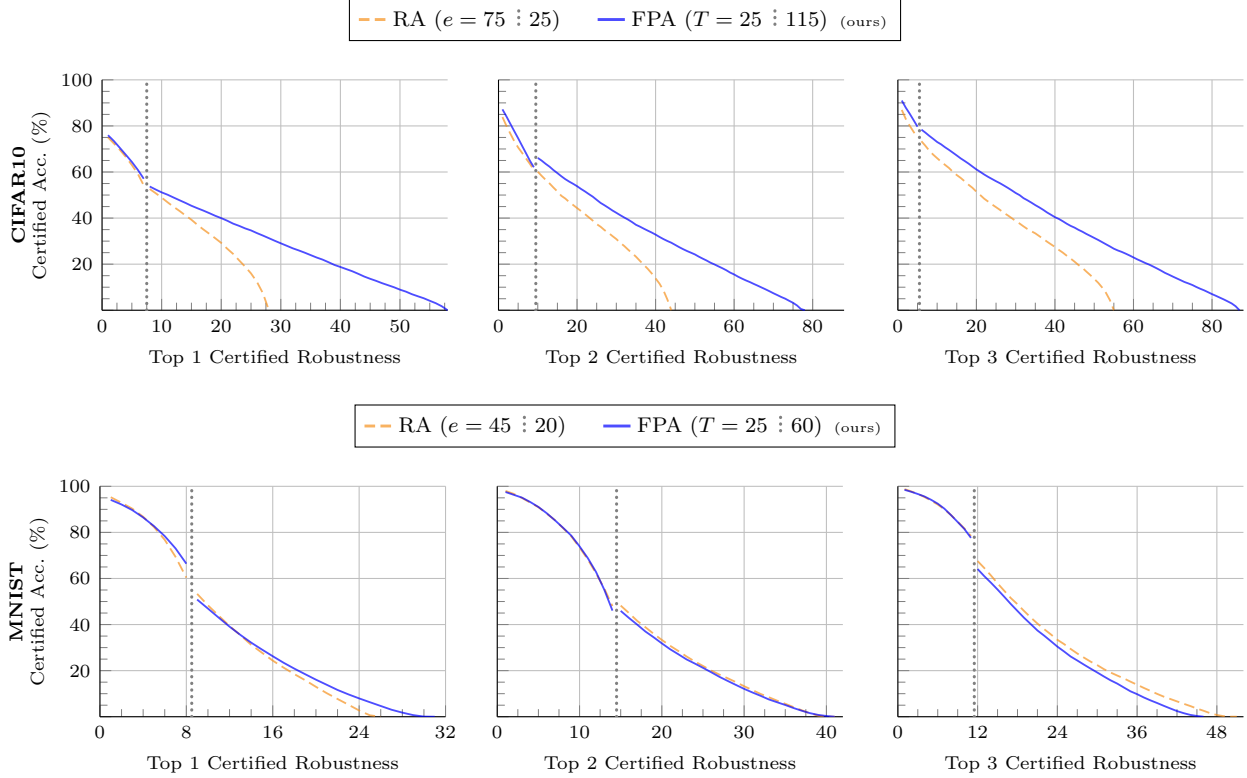 RA (e = 75 ⋮ 25) FPA (T = 25 ⋮ 115) (ours)
CIFAR10
Certified Acc. (%)
100
80
60
40
20
0 10 20 30 40 50
Top 1 Certified Robustness
0 20 40 60 80
Top 2 Certified Robustness
0 20 40 60 80
Top 3 Certified Robustness
RA (e = 45 ⋮ 20) FPA (T = 25 ⋮ 60) (ours)
MNIST
Certified Acc. (%)
100
80
60
40
20
0 8 16 24 32
Top 1 Certified Robustness
0 10 20 30 40
Top 2 Certified Robustness
0 12 24 36 48
Top 3 Certified Robustness